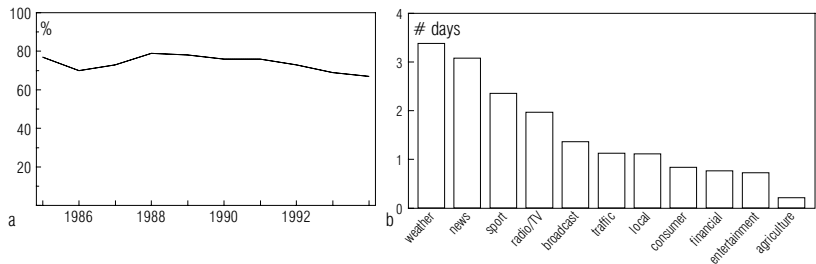 100
%
80
60
40
20
1986 1988 1990 1992
a
4
# days
3
2
1
0
weather news sport radio/TV broadcast traffic local consumer financial entertainment agriculture
b